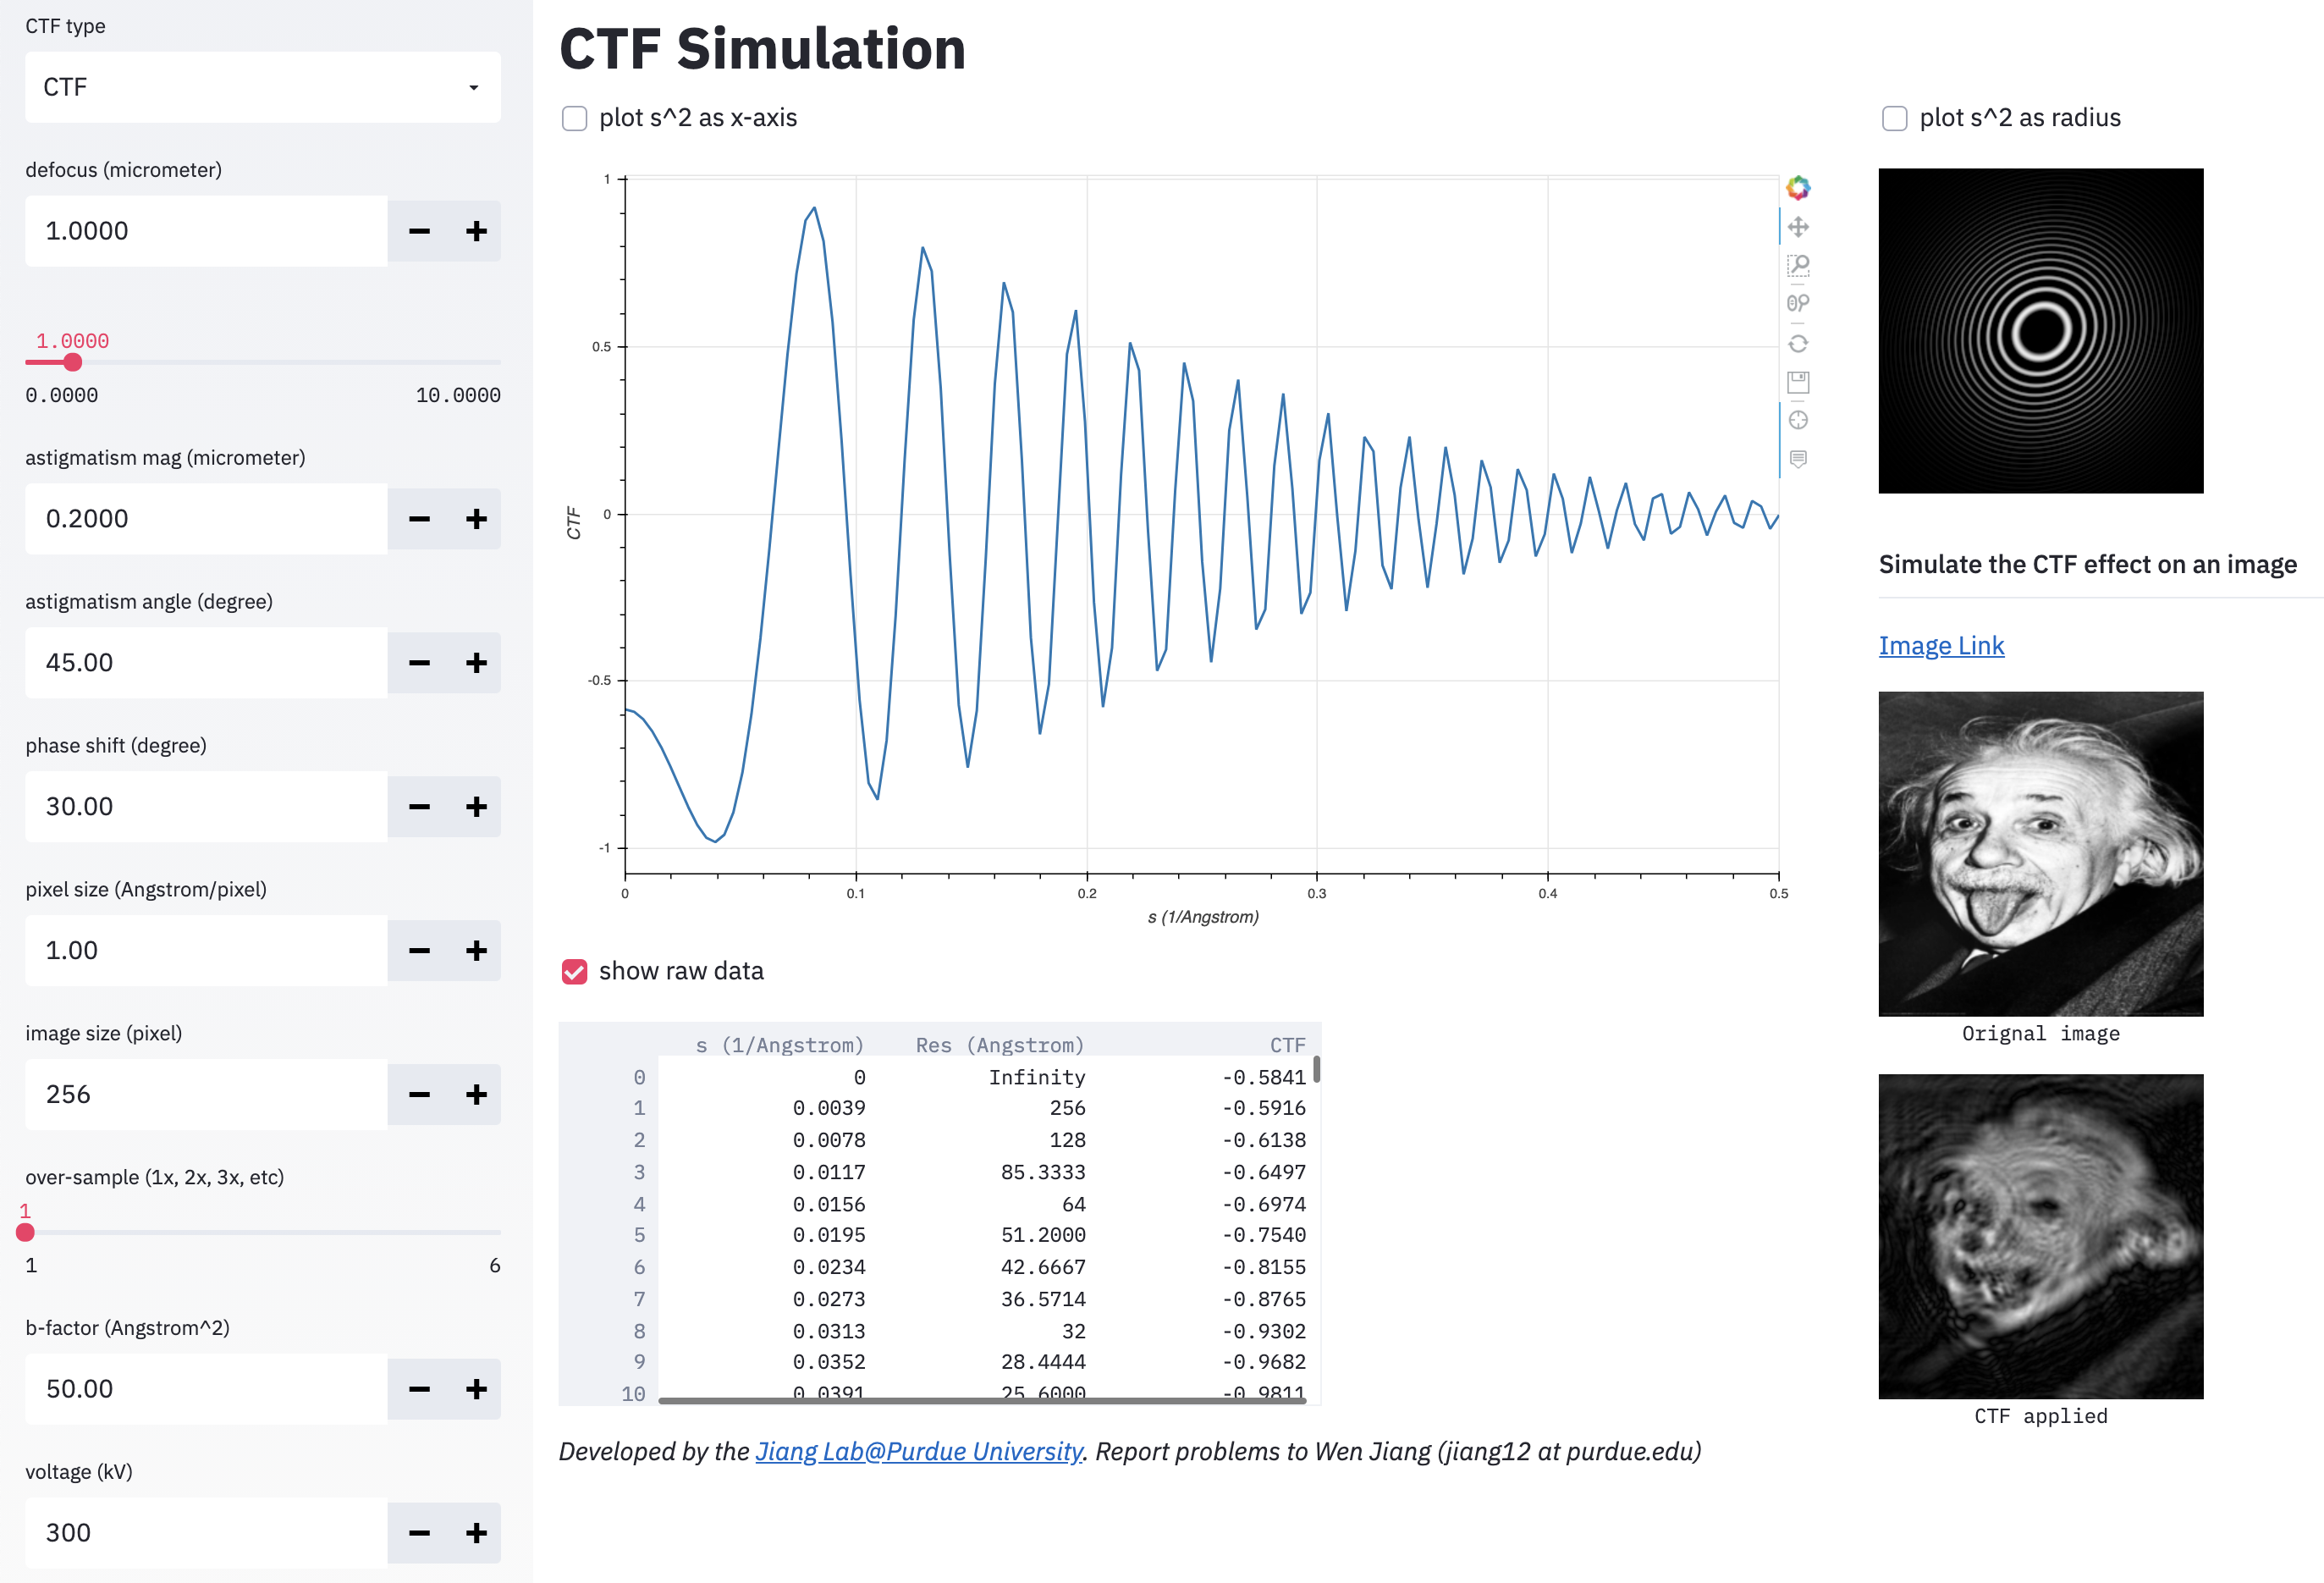 CTF type
CTF
defocus (micrometer)
1.0000
1.0000
0.0000 10.0000
astigmatism mag (micrometer)
0.2000
astigmatism angle (degree)
45.00
phase shift (degree)
30.00
pixel size (Angstrom/pixel)
1.00
image size (pixel)
256
over-sample (1x, 2x, 3x, etc)
1
1 6
b-factor (Angstrom^2)
50.00
voltage (kV)
300
CTF Simulation
plot s^2 as x-axis
1
0.5
0
-0.5
-1
CTF
0 0.1 0.2 0.3 0.4 0.5
s (1/Angstrom)
show raw data
s (1/Angstrom) Res (Angstrom) CTF
0 0 Infinity -0.5841
1 0.0039 256 -0.5916
2 0.0078 128 -0.6138
3 0.0117 85.3333 -0.6497
4 0.0156 64 -0.6974
5 0.0195 51.2000 -0.7540
6 0.0234 42.6667 -0.8155
7 0.0273 36.5714 -0.8765
8 0.0313 32 -0.9302
9 0.0352 28.4444 -0.9682
10 0.0391 25.6000 -0.9811
Developed by the Jiang Lab@Purdue University. Report problems to Wen Jiang (jiang12 at purdue.edu)
plot s^2 as radius
Simulate the CTF effect on an image
Image Link
Orignal image
CTF applied